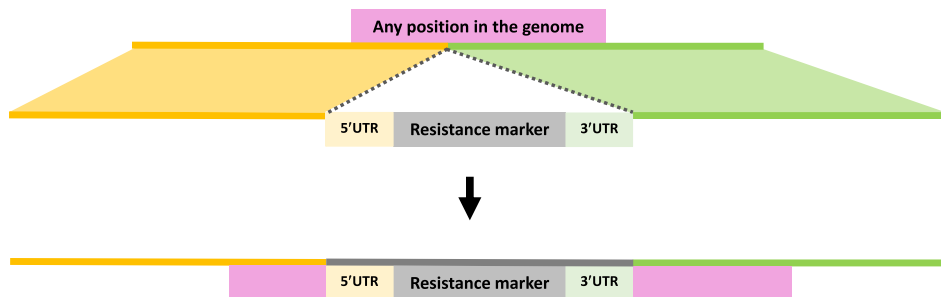 Any position in the genome
5'UTR Resistance marker 3'UTR
5'UTR Resistance marker 3'UTR